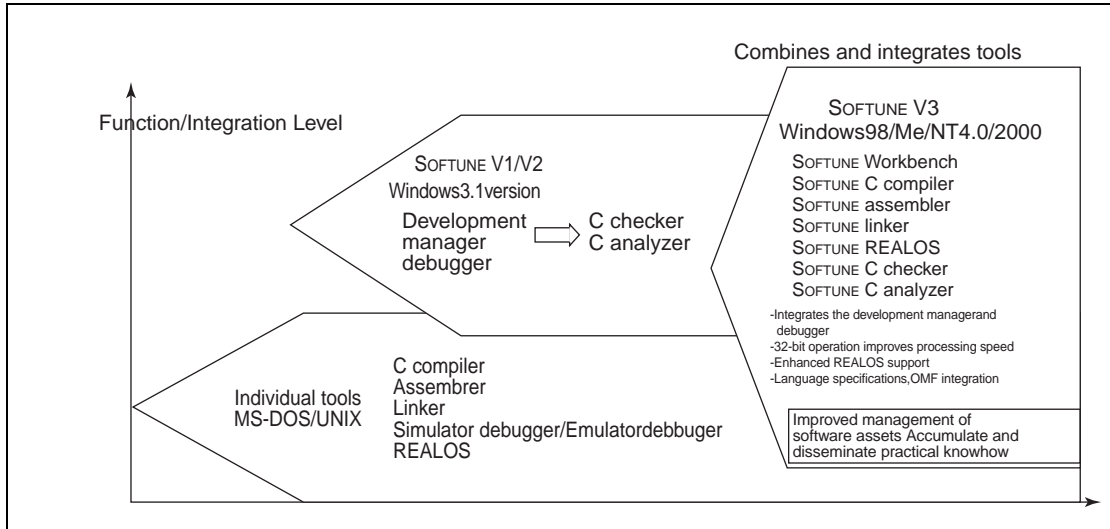 Combines and integrates tools
Function/Integration Level
SOFTUNE V3
Windows98/Me/NT4.0/2000
SOFTUNE Workbench
SOFTUNE C compiler
SOFTUNE assembler
SOFTUNE linker
SOFTUNE REALOS
SOFTUNE C checker
SOFTUNE C analyzer
-Integrates the development managerand
debugger
-32-bit operation improves processing speed
-Enhanced REALOS support
-Language specifications,OMF integration
Improved management of
software assets Accumulate and
disseminate practical knowhow
SOFTUNE V1/V2
Windows3.1version
Development
manager
debugger
C checker
C analyzer
Individual tools
MS-DOS/UNIX
C compiler
Assembrer
Linker
Simulator debugger/Emulatordebbuger
REALOS